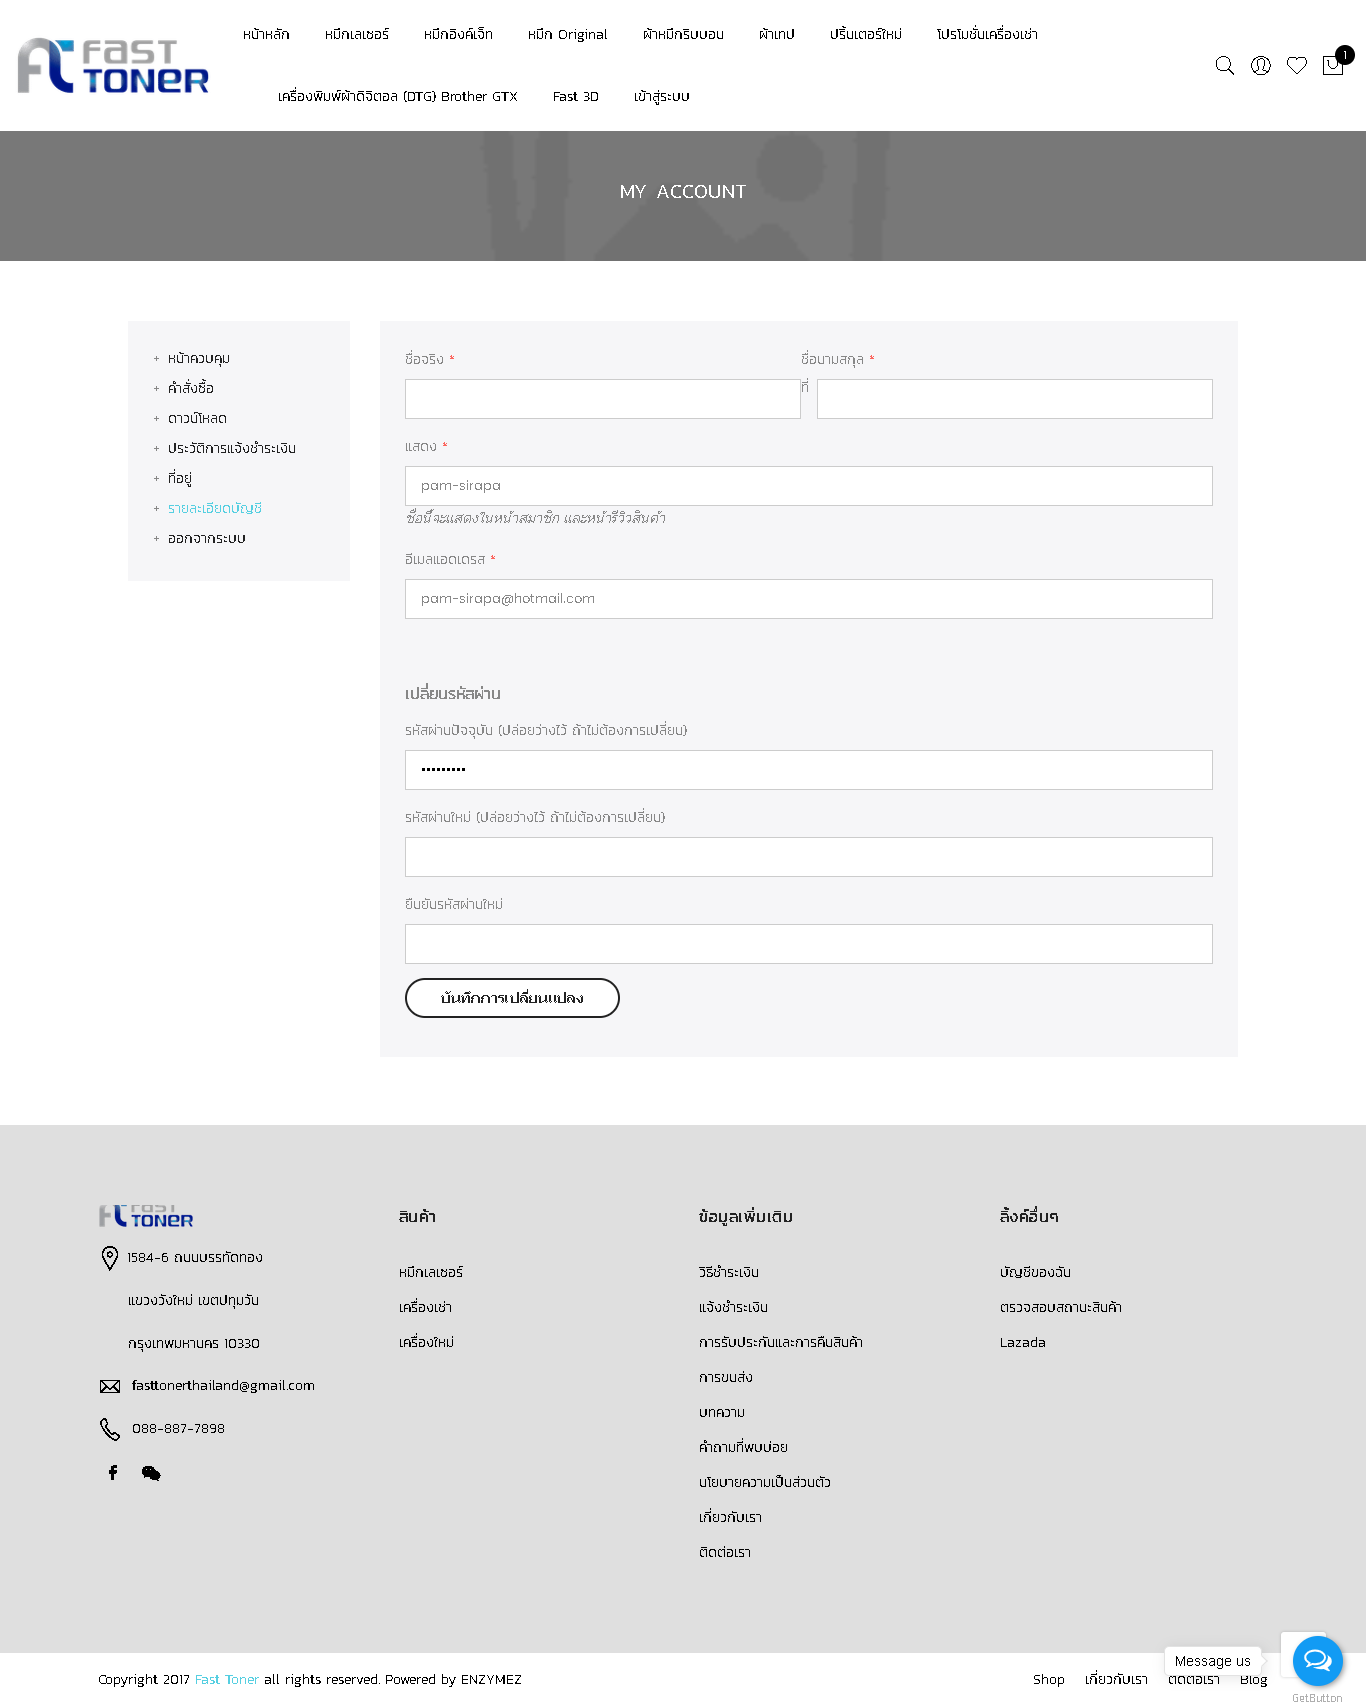 FAST TONER
หน้าหลัก หมึกเลเซอร์ หมึกอิงค์เจ็ท หมึก Original ผ้าหมึกริบบอน ผ้าเทป ปริ้นเตอร์ใหม่ โปรโมชั่นเครื่องเช่า
1
เครื่องพิมพ์ผ้าดิจิตอล (DTG) Brother GTX Fast 3D เข้าสู่ระบบ
MY ACCOUNT
+ หน้าควบคุม
+ คำสั่งซื้อ
+ ดาวน์โหลด
+ ประวัติการแจ้งชำระเงิน
+ ที่อยู่
+ รายละเอียดบัญชี
+ ออกจากระบบ
ชื่อจริง * ชื่อนามสกุล *
ที่
แสดง *
pam-sirapa
ชื่อนี้จะแสดงในหน้าสมาชิก และหน้ารีวิวสินค้า
อีเมลแอดเดรส *
pam-sirapa@hotmail.com
เปลี่ยนรหัสผ่าน
รหัสผ่านปัจจุบัน (ปล่อยว่างไว้ ถ้าไม่ต้องการเปลี่ยน)
•••••••••
รหัสผ่านใหม่ (ปล่อยว่างไว้ ถ้าไม่ต้องการเปลี่ยน)
ยืนยันรหัสผ่านใหม่
บันทึกการเปลี่ยนแปลง
FAST TONER
1584-6 ถนนบรรทัดทอง
แขวงวังใหม่ เขตปทุมวัน
กรุงเทพมหานคร 10330
fasttonerthailand@gmail.com
088-887-7898
สินค้า
หมึกเลเซอร์
เครื่องเช่า
เครื่องใหม่
ข้อมูลเพิ่มเติม
วิธีชำระเงิน
แจ้งชำระเงิน
การรับประกันและการคืนสินค้า
การขนส่ง
บทความ
คำถามที่พบบ่อย
นโยบายความเป็นส่วนตัว
เกี่ยวกับเรา
ติดต่อเรา
ลิ้งค์อื่นๆ
บัญชีของฉัน
ตรวจสอบสถานะสินค้า
Lazada
Copyright 2017 Fast Toner all rights reserved. Powered by ENZYMEZ
Shop เกี่ยวกับเรา ติดต่อเรา Blog
Message us
GetButton